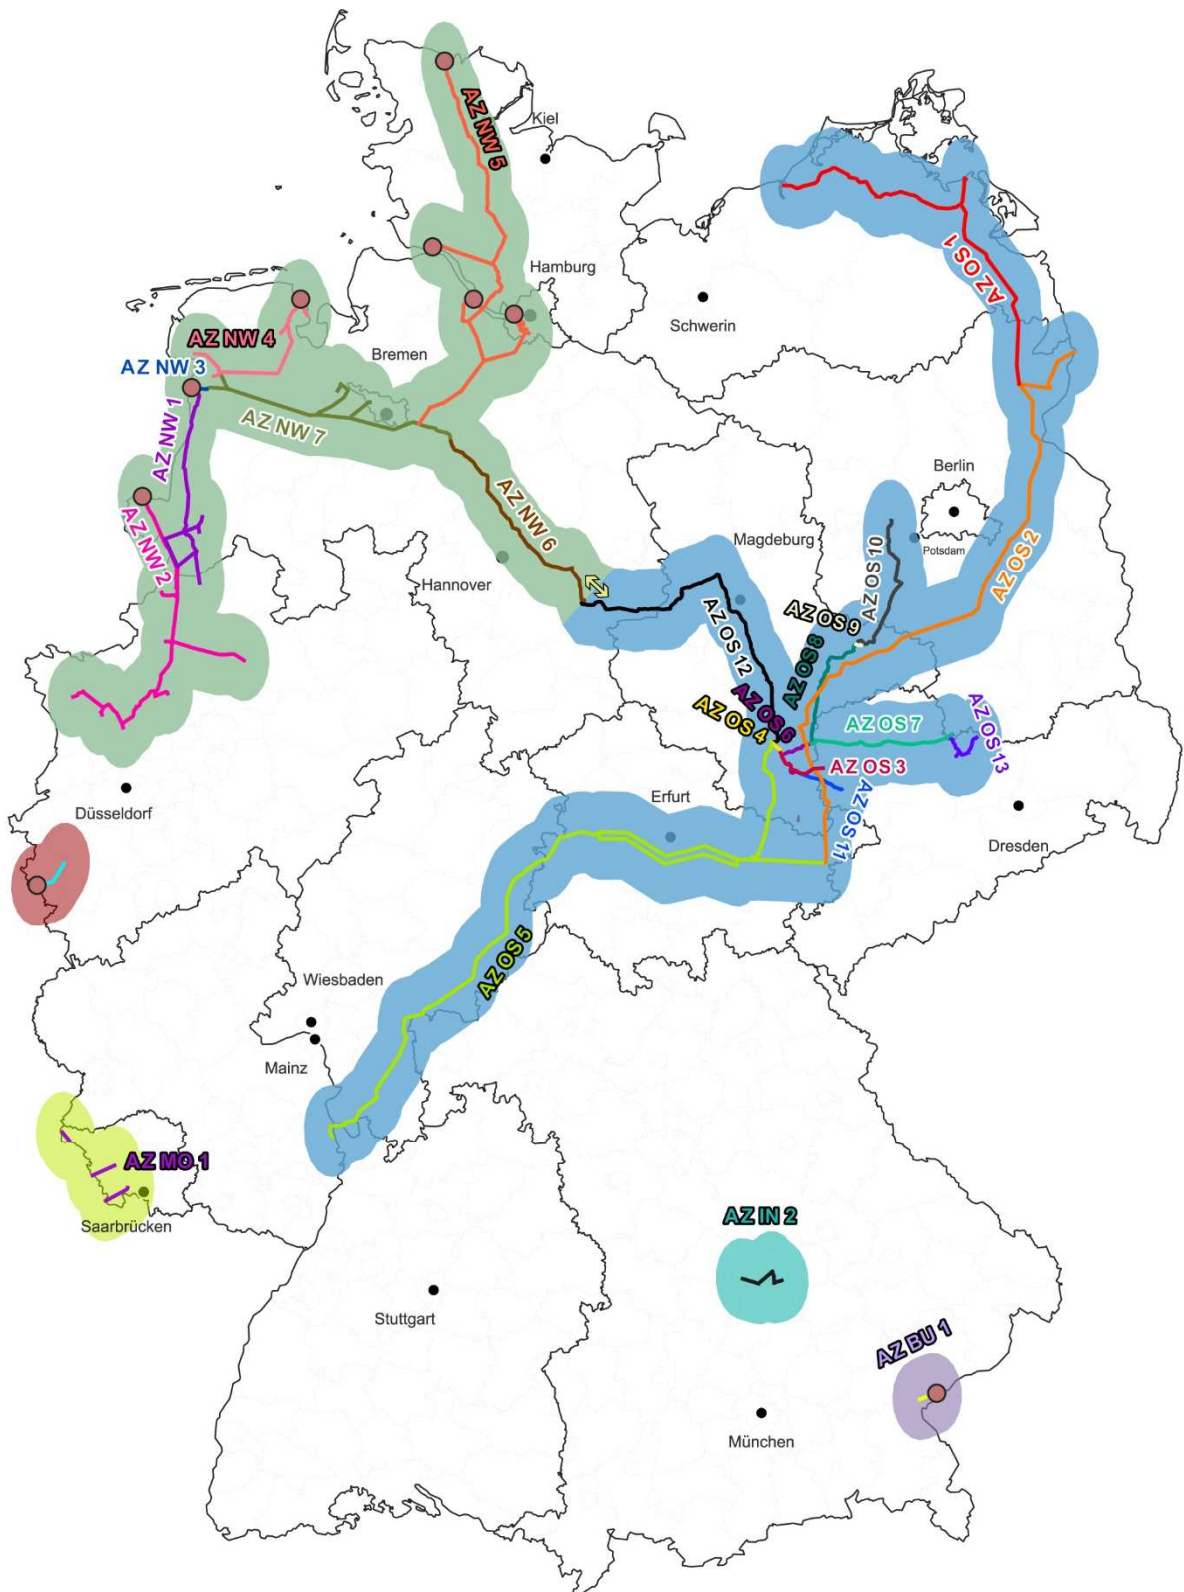 AZ NW 5
Kiel
Hamburg
AZ OS 1
Schwerin
AZ NW 4
Bremen
AZ NW 3
AZ NW 1
AZ NW 7
AZ NW 2
AZ NW 6
Hannover
Magdeburg
Berlin
Potsdam
AZ OS 10
AZ OS 2
AZ OS 9
AZ OS 8
AZ OS 12
AZ OS 6
AZ OS 4
AZ OS 7
AZ OS 13
AZ OS 3
AZ OS 11
Düsseldorf
Erfurt
Dresden
AZ OS 5
Wiesbaden
Mainz
AZ MO 1
Saarbrücken
AZ IN 2
Stuttgart
AZ BU 1
München